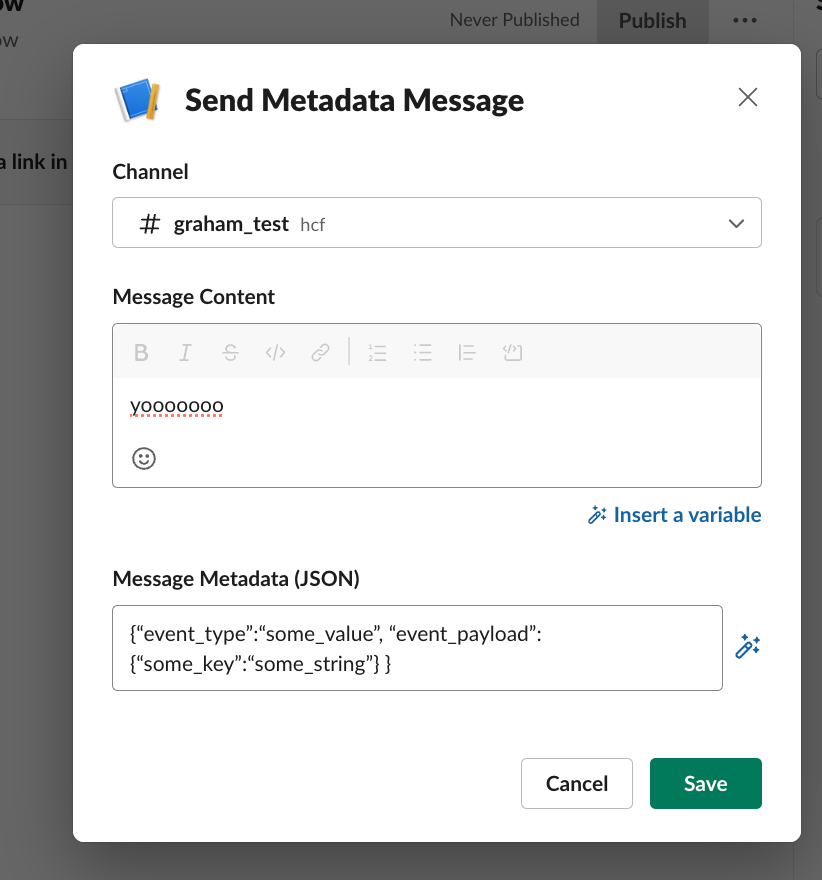 ow
Never Published
Publish
ow
Send Metadata Message
a link in
Channel
# graham_test hcf
Message Content
B I S </>
yooooooo
Insert a variable
Message Metadata (JSON)
{“event_type”:“some_value”, “event_payload”:
{“some_key”:“some_string”} }
Cancel
Save